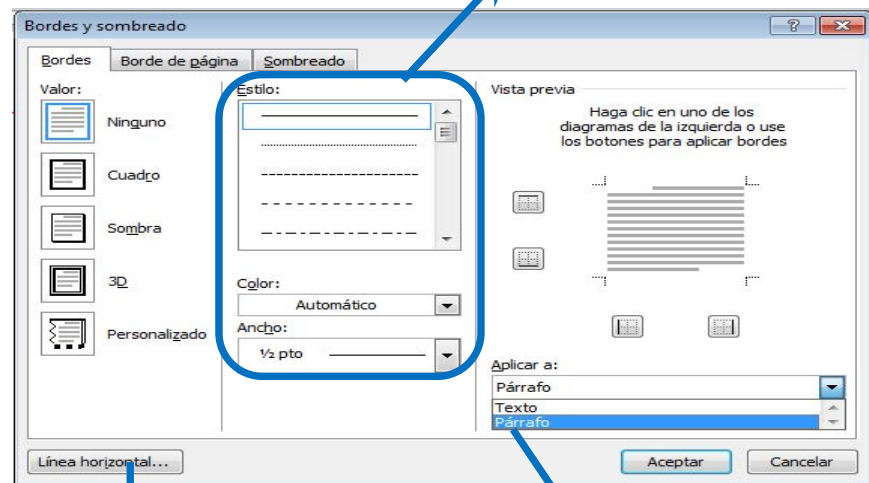 Bordes y sombreado
Bordes
Borde de página
Sombreado
Valor:
Ninguno
Cuadro
Sombra
3D
Personalizado
Estilo:
Color:
Automático
Ancho:
½ pto
Vista previa
Haga clic en uno de los
diagramas de la izquierda o use
los botones para aplicar bordes
Aplicar a:
Párrafo
Texto
Párrafo
Línea horizontal...
Aceptar
Cancelar